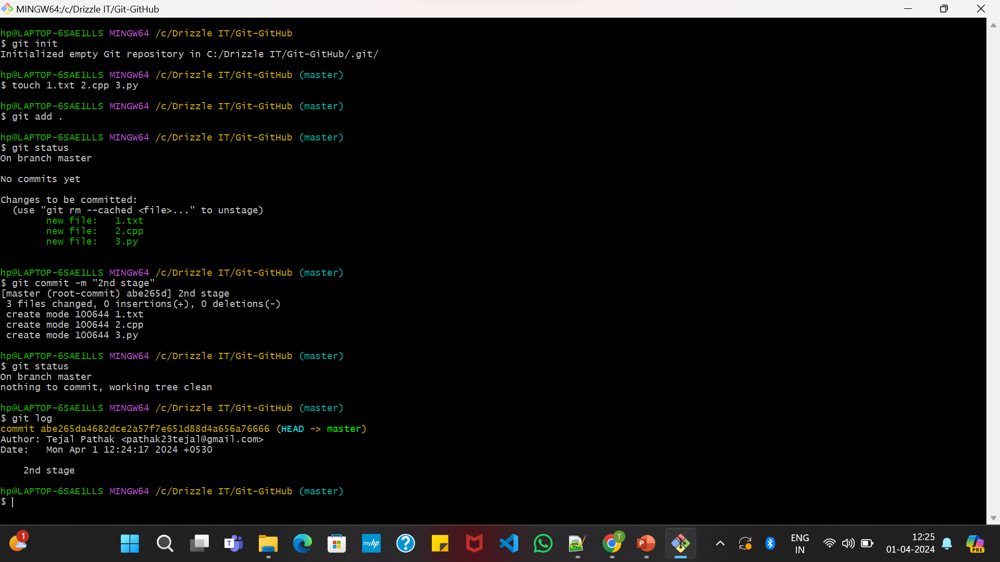 MINGW64:/c/Drizzle IT/Git-GitHub
hp@LAPTOP-6SAE1LLS MINGW64 /c/Drizzle IT/Git-GitHub
$ git init
Initialized empty Git repository in C:/Drizzle IT/Git-GitHub/.git/
hp@LAPTOP-6SAE1LLS MINGW64 /c/Drizzle IT/Git-GitHub (master)
$ touch 1.txt 2.cpp 3.py
hp@LAPTOP-6SAE1LLS MINGW64 /c/Drizzle IT/Git-GitHub (master)
$ git add .
hp@LAPTOP-6SAE1LLS MINGW64 /c/Drizzle IT/Git-GitHub (master)
$ git status
On branch master
No commits yet
Changes to be committed:
  (use "git rm --cached <file>..." to unstage)
        new file:   1.txt
        new file:   2.cpp
        new file:   3.py
hp@LAPTOP-6SAE1LLS MINGW64 /c/Drizzle IT/Git-GitHub (master)
$ git commit -m "2nd stage"
[master (root-commit) abe265d] 2nd stage
 3 files changed, 0 insertions(+), 0 deletions(-)
 create mode 100644 1.txt
 create mode 100644 2.cpp
 create mode 100644 3.py
hp@LAPTOP-6SAE1LLS MINGW64 /c/Drizzle IT/Git-GitHub (master)
$ git status
On branch master
nothing to commit, working tree clean
hp@LAPTOP-6SAE1LLS MINGW64 /c/Drizzle IT/Git-GitHub (master)
$ git log
commit abe265da4682dce2a57f7e651d88d4a656a76666 (HEAD -> master)
Author: Tejal Pathak <pathak23tejal@gmail.com>
Date:   Mon Apr 1 12:24:17 2024 +0530
    2nd stage
hp@LAPTOP-6SAE1LLS MINGW64 /c/Drizzle IT/Git-GitHub (master)
$
1
T
myhp
?
T
P
ENG
IN
12:25
01-04-2024
PRE